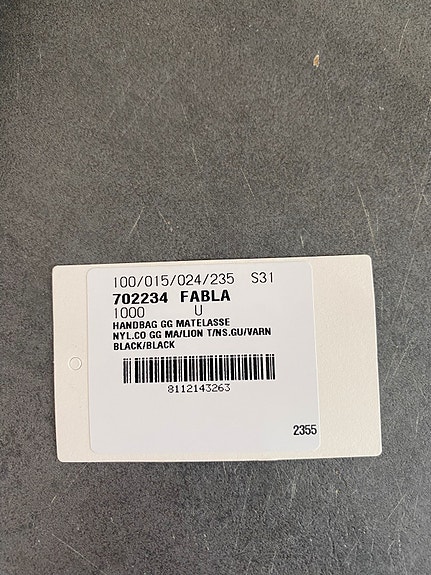 100/015/024/235 S31
702234 FABLA
1000 U
HANDBAG GG MATELASSE
NYL.CO GG MA/LION T/NS.GU/VARN
BLACK/BLACK
8112143263
2355